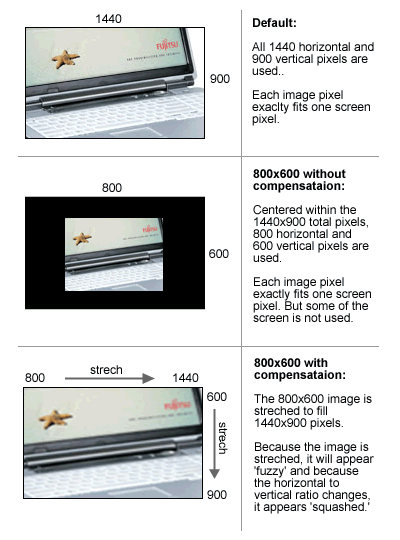 1440
900
FUJITSU
Default:
All 1440 horizontal and
900 vertical pixels are
used..
Each image pixel
exaclty fits one screen
pixel.
800
600
800x600 without
compensataion:
Centered within the
1440x900 total pixels,
800 horizontal and
600 vertical pixels are
used.
Each image pixel
exactly fits one screen
pixel. But some of the
screen is not used.
800
strech
1440
600
strech
900
FUJITSU
800x600 with
compensataion:
The 800x600 image is
streched to fill
1440x900 pixels.
Because the image is
streched, it will appear
'fuzzy' and because
the horizontal to
vertical ratio changes,
it appears 'squashed.'